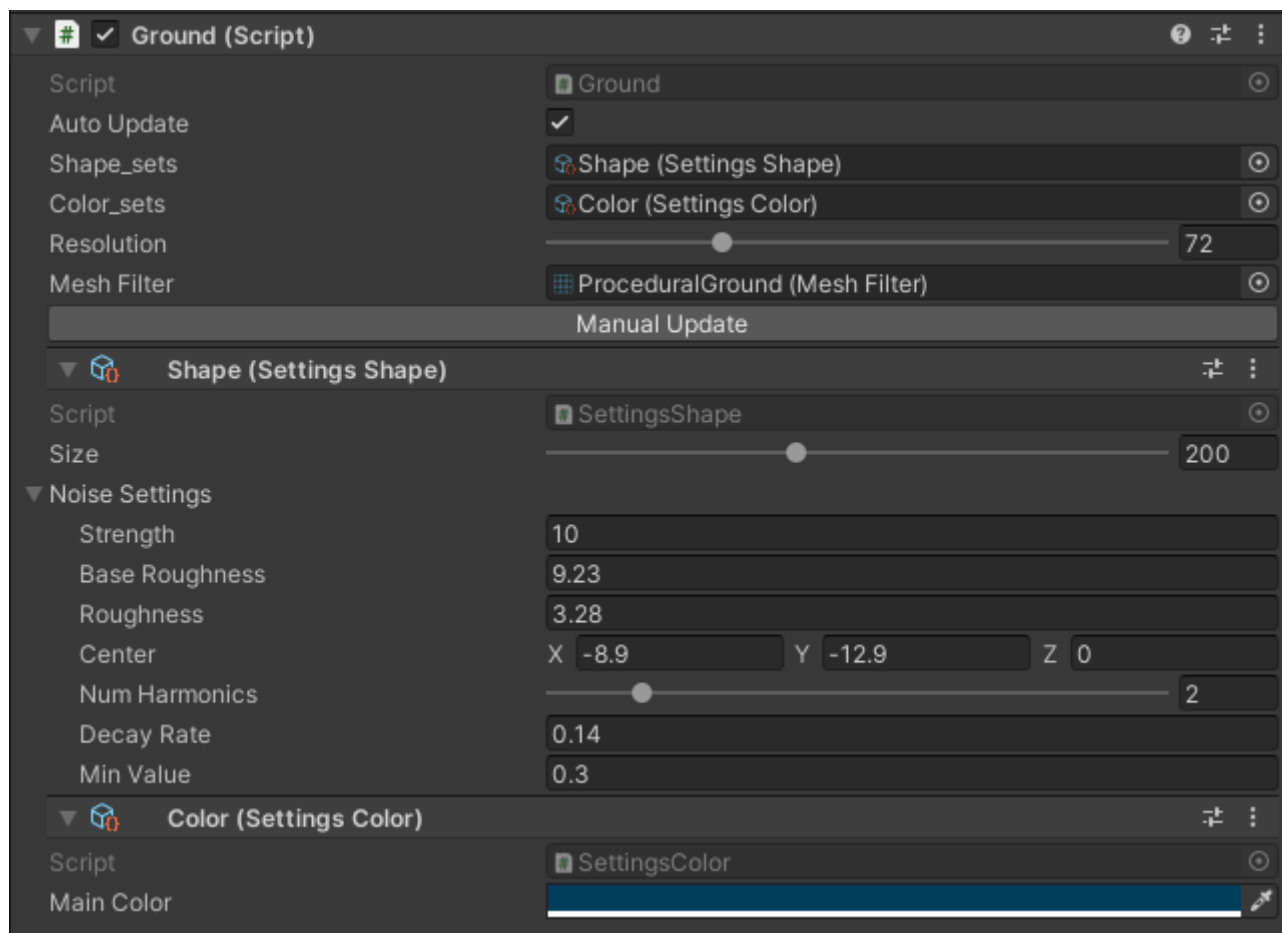 Ground (Script)
Script Ground
Auto Update
Shape_sets Shape (Settings Shape)
Color_sets Color (Settings Color)
Resolution 72
Mesh Filter ProceduralGround (Mesh Filter)
Manual Update
Shape (Settings Shape)
Script SettingsShape
Size 200
Noise Settings
Strength 10
Base Roughness 9.23
Roughness 3.28
Center X -8.9 Y -12.9 Z 0
Num Harmonics 2
Decay Rate 0.14
Min Value 0.3
Color (Settings Color)
Script SettingsColor
Main Color